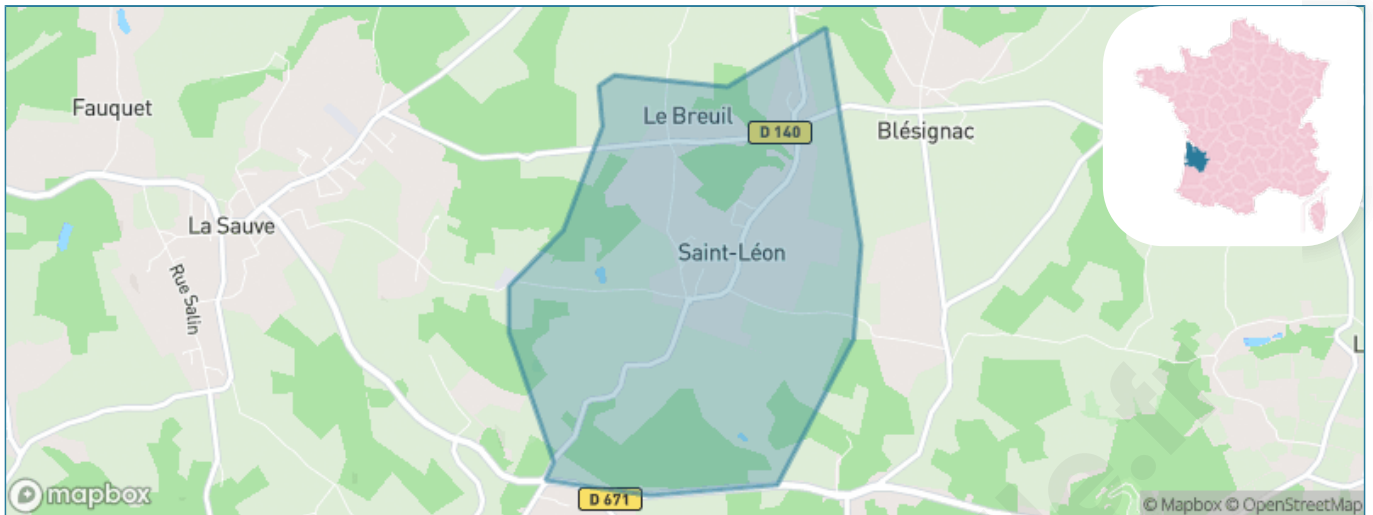 Fauquet
Le Breuil
D 140
Blésignac
La Sauve
Saint-Léon
Rue Salin
L
D 671
mapbox
© Mapbox © OpenStreetMap